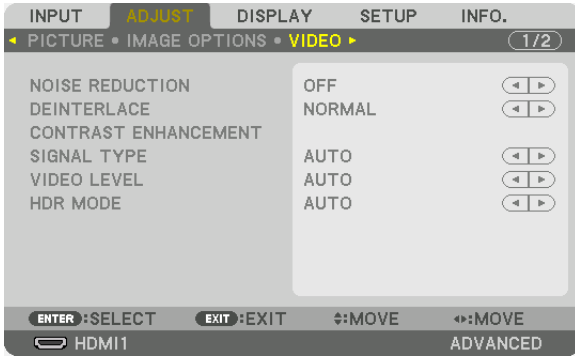 INPUT ADJUST DISPLAY SETUP INFO.
PICTURE • IMAGE OPTIONS • VIDEO 1/2
NOISE REDUCTION OFF
DEINTERLACE NORMAL
CONTRAST ENHANCEMENT
SIGNAL TYPE AUTO
VIDEO LEVEL AUTO
HDR MODE AUTO
ENTER :SELECT EXIT :EXIT :MOVE :MOVE
HDMI1 ADVANCED